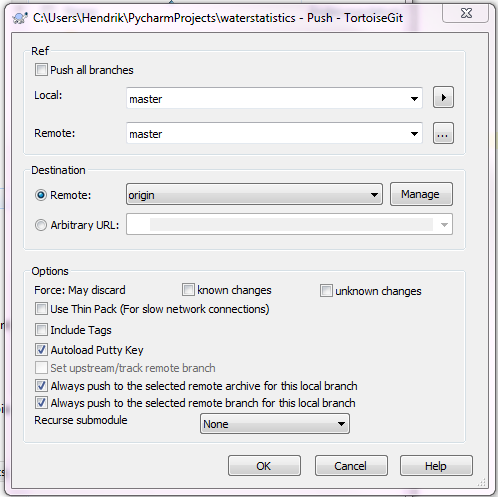 C:\Users\Hendrik\PycharmProjects\waterstatistics - Push - TortoiseGit
Ref
Push all branches
Local:
master
Remote:
master
...
Destination
Remote:
origin
Manage
Arbitrary URL:
Options
Force: May discard
known changes
unknown changes
Use Thin Pack (For slow network connections)
Include Tags
Autoload Putty Key
Set upstream/track remote branch
Always push to the selected remote archive for this local branch
Always push to the selected remote branch for this local branch
Recurse submodule
None
OK
Cancel
Help